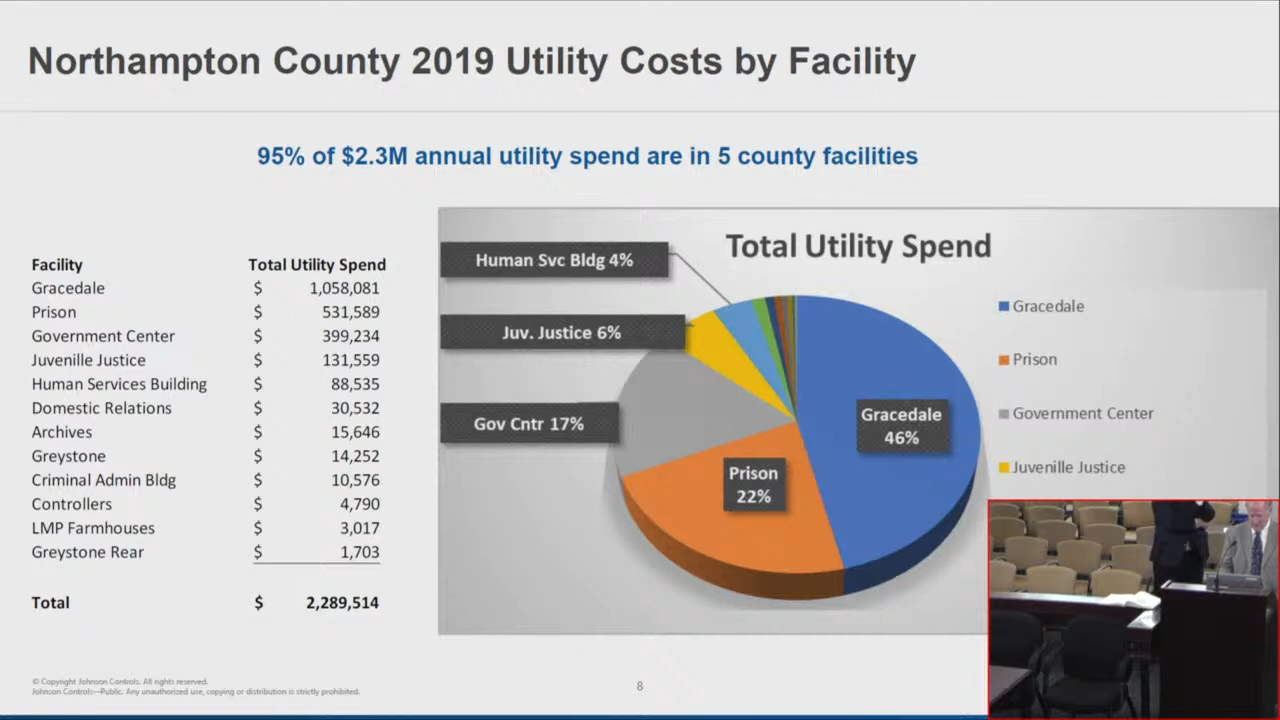 Northampton County 2019 Utility Costs by Facility
95% of $2.3M annual utility spend are in 5 county facilities
Facility Total Utility Spend
Gracedale $ 1,058,081
Prison $ 531,589
Government Center $ 399,234
Juvenille Justice $ 131,559
Human Services Building $ 88,535
Domestic Relations $ 30,532
Archives $ 15,646
Greystone $ 14,252
Criminal Admin Bldg $ 10,576
Controllers $ 4,790
LMP Farmhouses $ 3,017
Greystone Rear $ 1,703
Total $ 2,289,514
Total Utility Spend
Human Svc Bldg 4%
Juv. Justice 6%
Gov Cntr 17%
Prison
22%
Gracedale
46%
Gracedale
Prison
Government Center
Juvenille Justice
© Copyright Johnson Controls. All rights reserved.
Johnson Controls—Public. Any unauthorized use, copying or distribution is strictly prohibited.
8